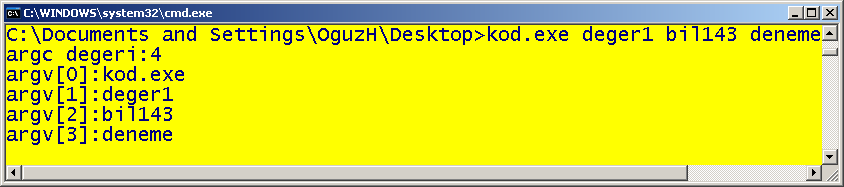 C:\WINDOWS\system32\cmd.exe
C:\Documents and Settings\OguzH\Desktop>kod.exe deger1 bil143 deneme
argc degeri:4
argv[0]:kod.exe
argv[1]:deger1
argv[2]:bil143
argv[3]:deneme